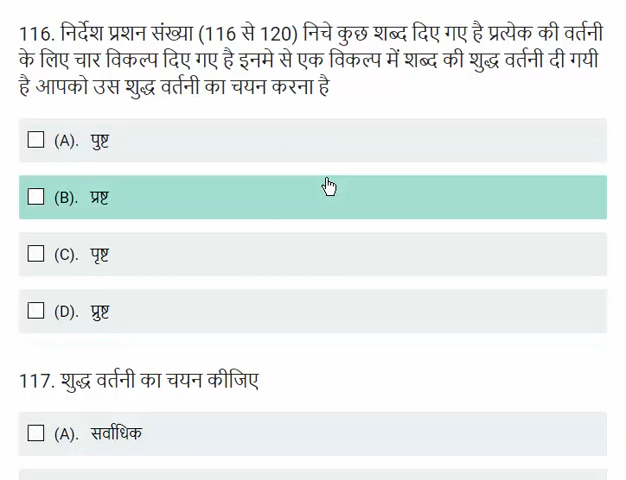 116. निर्देश प्रशन संख्या (116 से 120) निचे कुछ शब्द दिए गए है प्रत्येक की वर्तनी
के लिए चार विकल्प दिए गए है इनमे से एक विकल्प में शब्द की शुद्ध वर्तनी दी गयी
है आपको उस शुद्ध वर्तनी का चयन करना है
(A). पुष्ट
(B). प्रष्ट
(C). पृष्ट
(D). प्रुष्ट
117. शुद्ध वर्तनी का चयन कीजिए
(A). सर्वाधिक